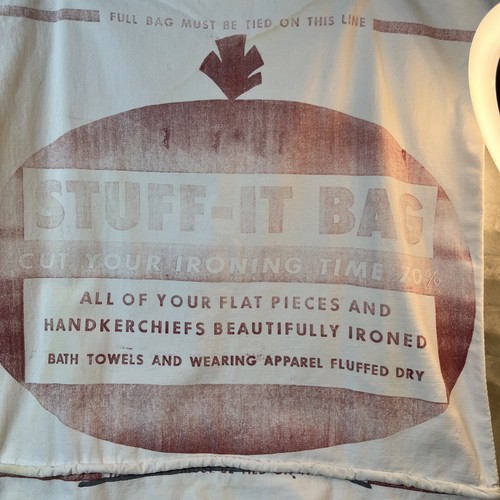 FULL BAG MUST BE TIED ON THIS LINE
STUFF-IT BAG
CUT YOUR IRONING TIME 70%
ALL OF YOUR FLAT PIECES AND
HANDKERCHIEFS BEAUTIFULLY IRONED
BATH TOWELS AND WEARING APPAREL FLUFFED DRY